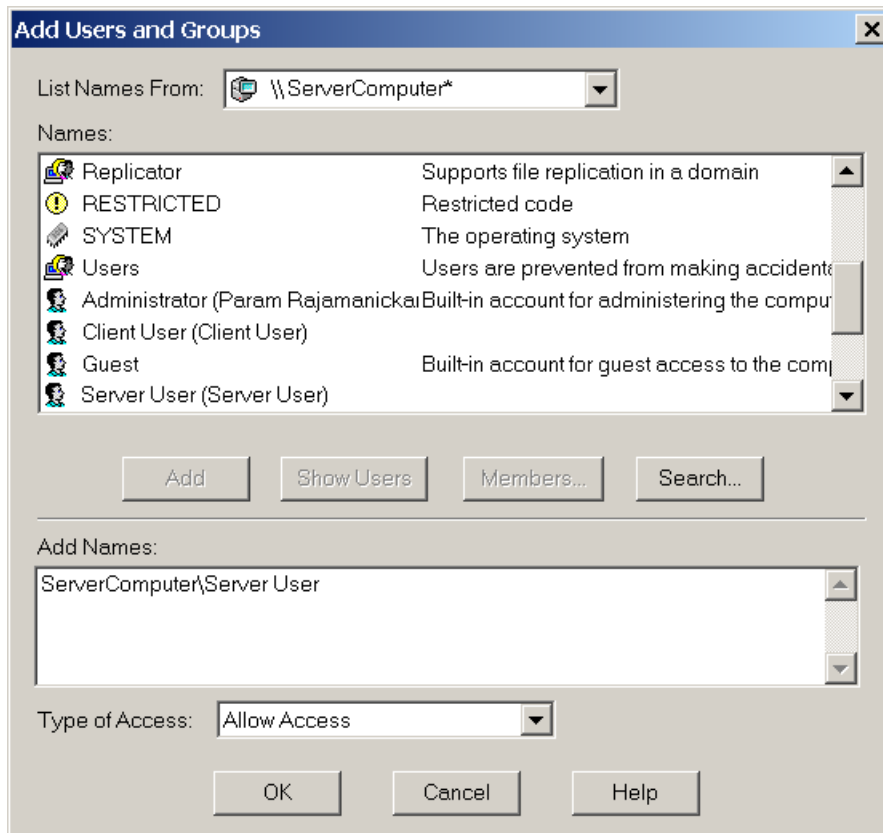 Add Users and Groups
List Names From: \\ServerComputer*
Names:
Replicator Supports file replication in a domain
RESTRICTED Restricted code
SYSTEM The operating system
Users Users are prevented from making accidenta
Administrator (Param Rajamanickar Built-in account for administering the comput
Client User (Client User)
Guest Built-in account for guest access to the comp
Server User (Server User)
Add Show Users Members... Search...
Add Names:
ServerComputer\Server User
Type of Access: Allow Access
OK Cancel Help